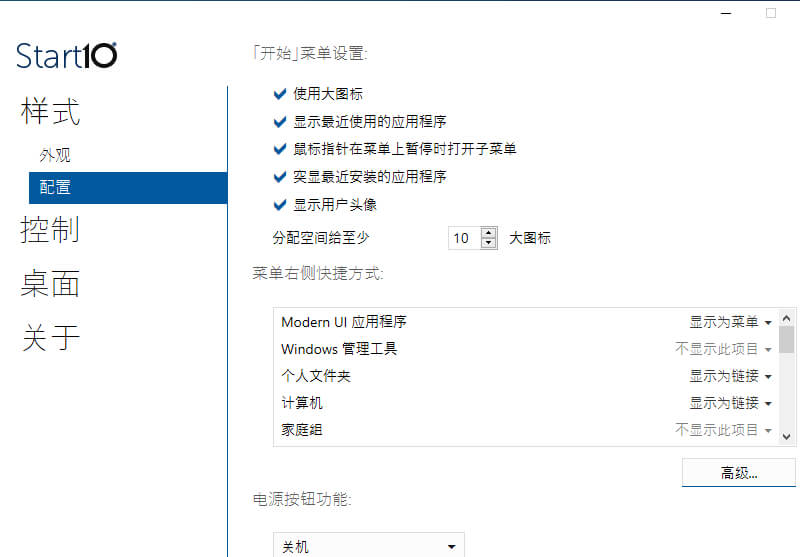 Start10
样式
外观
配置
控制
桌面
关于
「开始」菜单设置:
使用大图标
显示最近使用的应用程序
鼠标指针在菜单上暂停时打开子菜单
突显最近安装的应用程序
显示用户头像
分配空间给至少 10 大图标
菜单右侧快捷方式:
Modern UI 应用程序 显示为菜单
Windows 管理工具 不显示此项目
个人文件夹 显示为链接
计算机 显示为链接
家庭组 不显示此项目
高级...
电源按钮功能:
关机